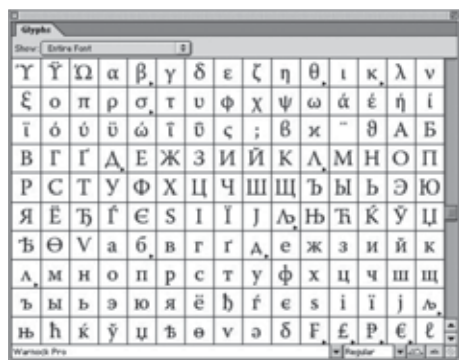 Glyphs
Show: Entire Font
ϒ Ϋ Ώ α β γ δ ε ζ η θ ι κ λ ν
ξ ο π ρ σ τ υ φ χ ψ ω ά έ ή ί
ϊ ό ύ ϋ ώ ΐ ΰ ς ; ϐ ϰ ¨ ϑ А Б
В Г Ґ Д Е Ж З И Й К Л М Н О П
Р С Т У Ф Х Ц Ч Ш Щ Ъ Ы Ь Э Ю
Я Ё Ђ Ѓ Є Ѕ І Ї Ј Љ Њ Ћ Ќ Ў Џ
Ѣ Ѳ Ѵ а б в г ґ д е ж з и й к
л м н о п р с т у ф х ц ч ш щ
ъ ы ь э ю я ё ђ ѓ є ѕ і ї ј љ
њ ћ ќ ў џ ѣ ѳ ѵ ə δ ₣ £ ₱ € ℓ
Warnock Pro Regular